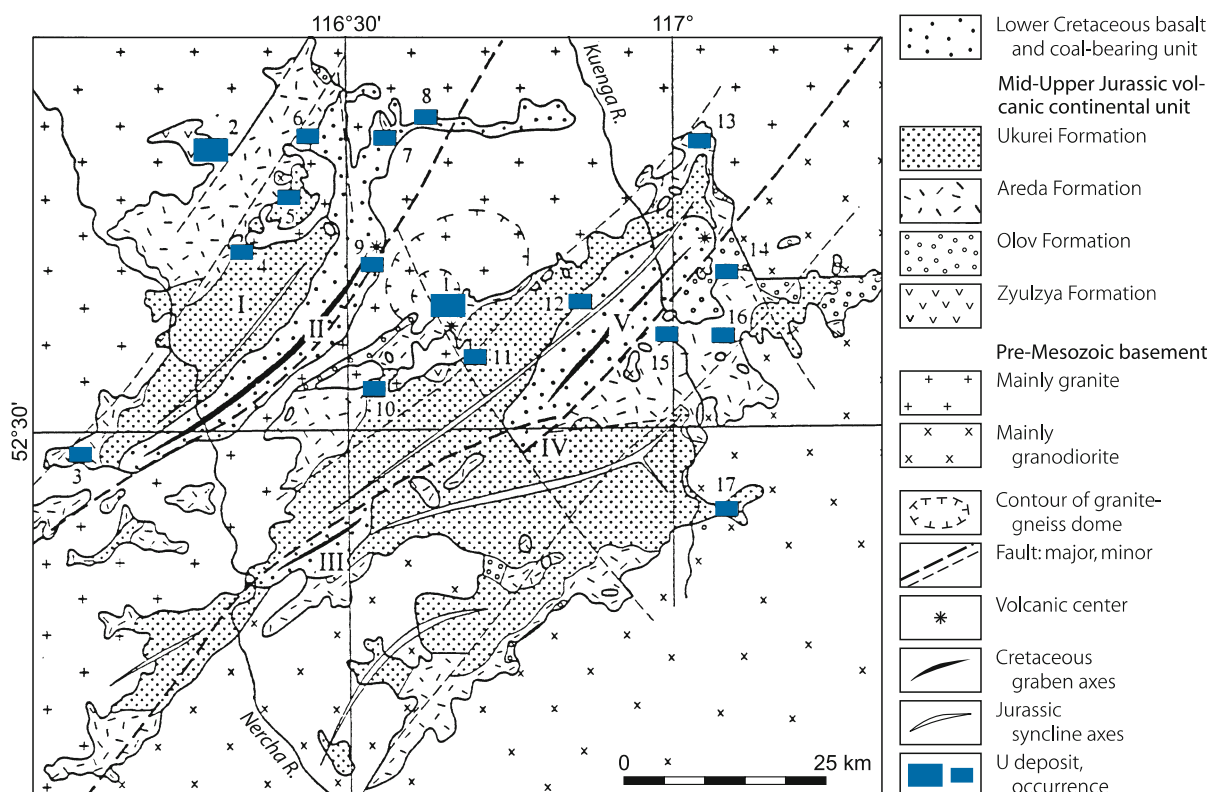 116°30'
117°
52°30'
Kuenga R.
Nercha R.
1
2
3
4
5
6
7
8
9
10
11
12
13
14
15
16
17
I
II
III
IV
V
0 25 km
Lower Cretaceous basalt
and coal-bearing unit
Mid-Upper Jurassic vol-
canic continental unit
Ukurei Formation
Areda Formation
Olov Formation
Zyulzya Formation
Pre-Mesozoic basement
Mainly granite
Mainly
granodiorite
Contour of granite-
gneiss dome
Fault: major, minor
Volcanic center
Cretaceous
graben axes
Jurassic
syncline axes
U deposit,
occurrence